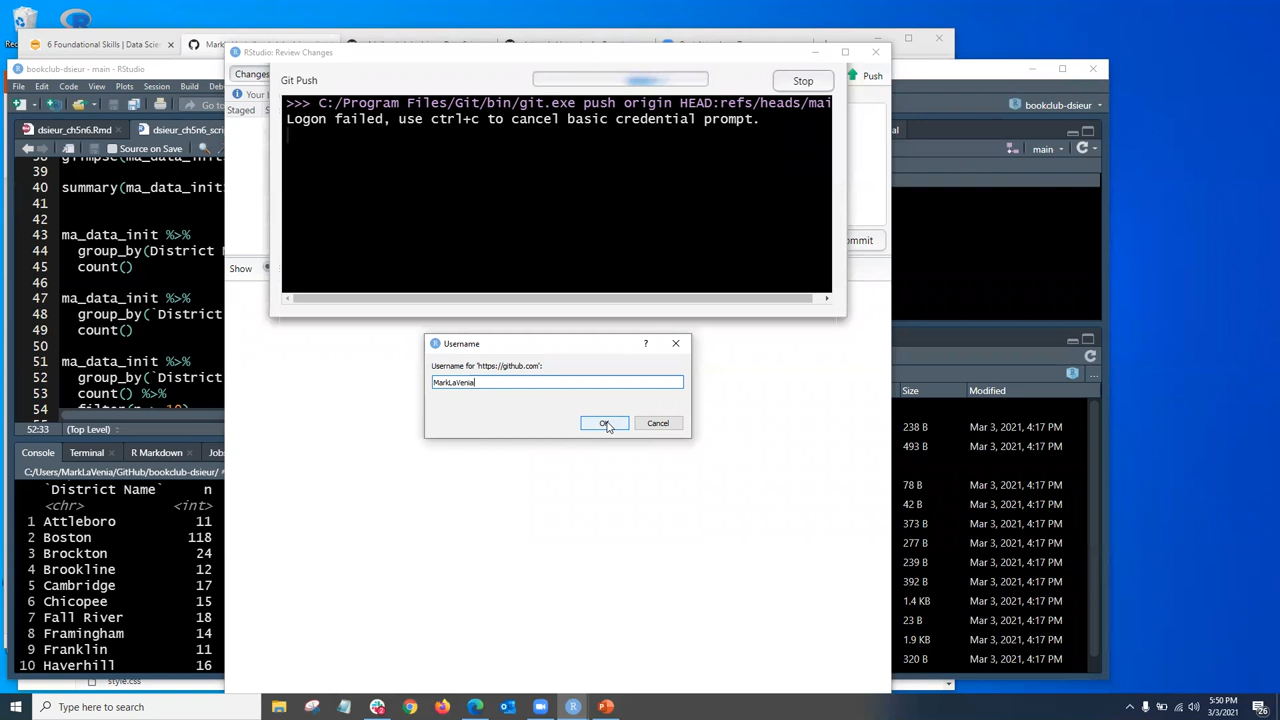 6 Foundational Skills | Data Scie
RStudio: Review Changes
bookclub-dsieur - main - RStudio
File Edit Code View Plots Session Build
Go to
Changes
Git Push
Stop
Push
Your
Staged
>>> C:/Program Files/Git/bin/git.exe push origin HEAD:refs/heads/mai
Logon failed, use ctrl+c to cancel basic credential prompt.
bookclub-dsieur
dsieur_ch5n6.Rmd
dsieur_ch5n6_scri
Source on Save
main
39
40 summary(ma_data_init
41
42
43 ma_data_init %>%
44 group_by(District
45 count()
46
47 ma_data_init %>%
48 group_by(`District
49 count()
50
51 ma_data_init %>%
52 group_by(`District
53 count() %>%
54
52:33 (Top Level)
Commit
Show
Username
Username for 'https://github.com':
MarkLaVenia
OK
Cancel
Console Terminal R Markdown Jobs
C:/Users/MarkLaVenia/GitHub/bookclub-dsieur/
`District Name` n
<chr> <int>
1 Attleboro 11
2 Boston 118
3 Brockton 24
4 Brookline 12
5 Cambridge 17
6 Chicopee 15
7 Fall River 18
8 Framingham 14
9 Franklin 11
10 Haverhill 16
Size Modified
238 B Mar 3, 2021, 4:17 PM
493 B Mar 3, 2021, 4:17 PM
78 B Mar 3, 2021, 4:17 PM
42 B Mar 3, 2021, 4:17 PM
373 B Mar 3, 2021, 4:17 PM
277 B Mar 3, 2021, 4:17 PM
239 B Mar 3, 2021, 4:17 PM
392 B Mar 3, 2021, 4:17 PM
1.4 KB Mar 3, 2021, 4:17 PM
23 B Mar 3, 2021, 4:17 PM
1.9 KB Mar 3, 2021, 4:17 PM
320 B Mar 3, 2021, 4:17 PM
style.css
Type here to search
5:50 PM
3/3/2021
26